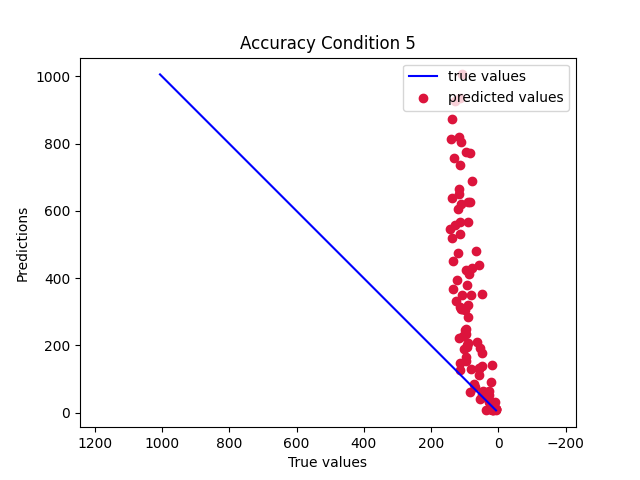 Accuracy Condition 5
true values
predicted values
1000
800
600
400
200
0
Predictions
1200 1000 800 600 400 200 0 −200
True values